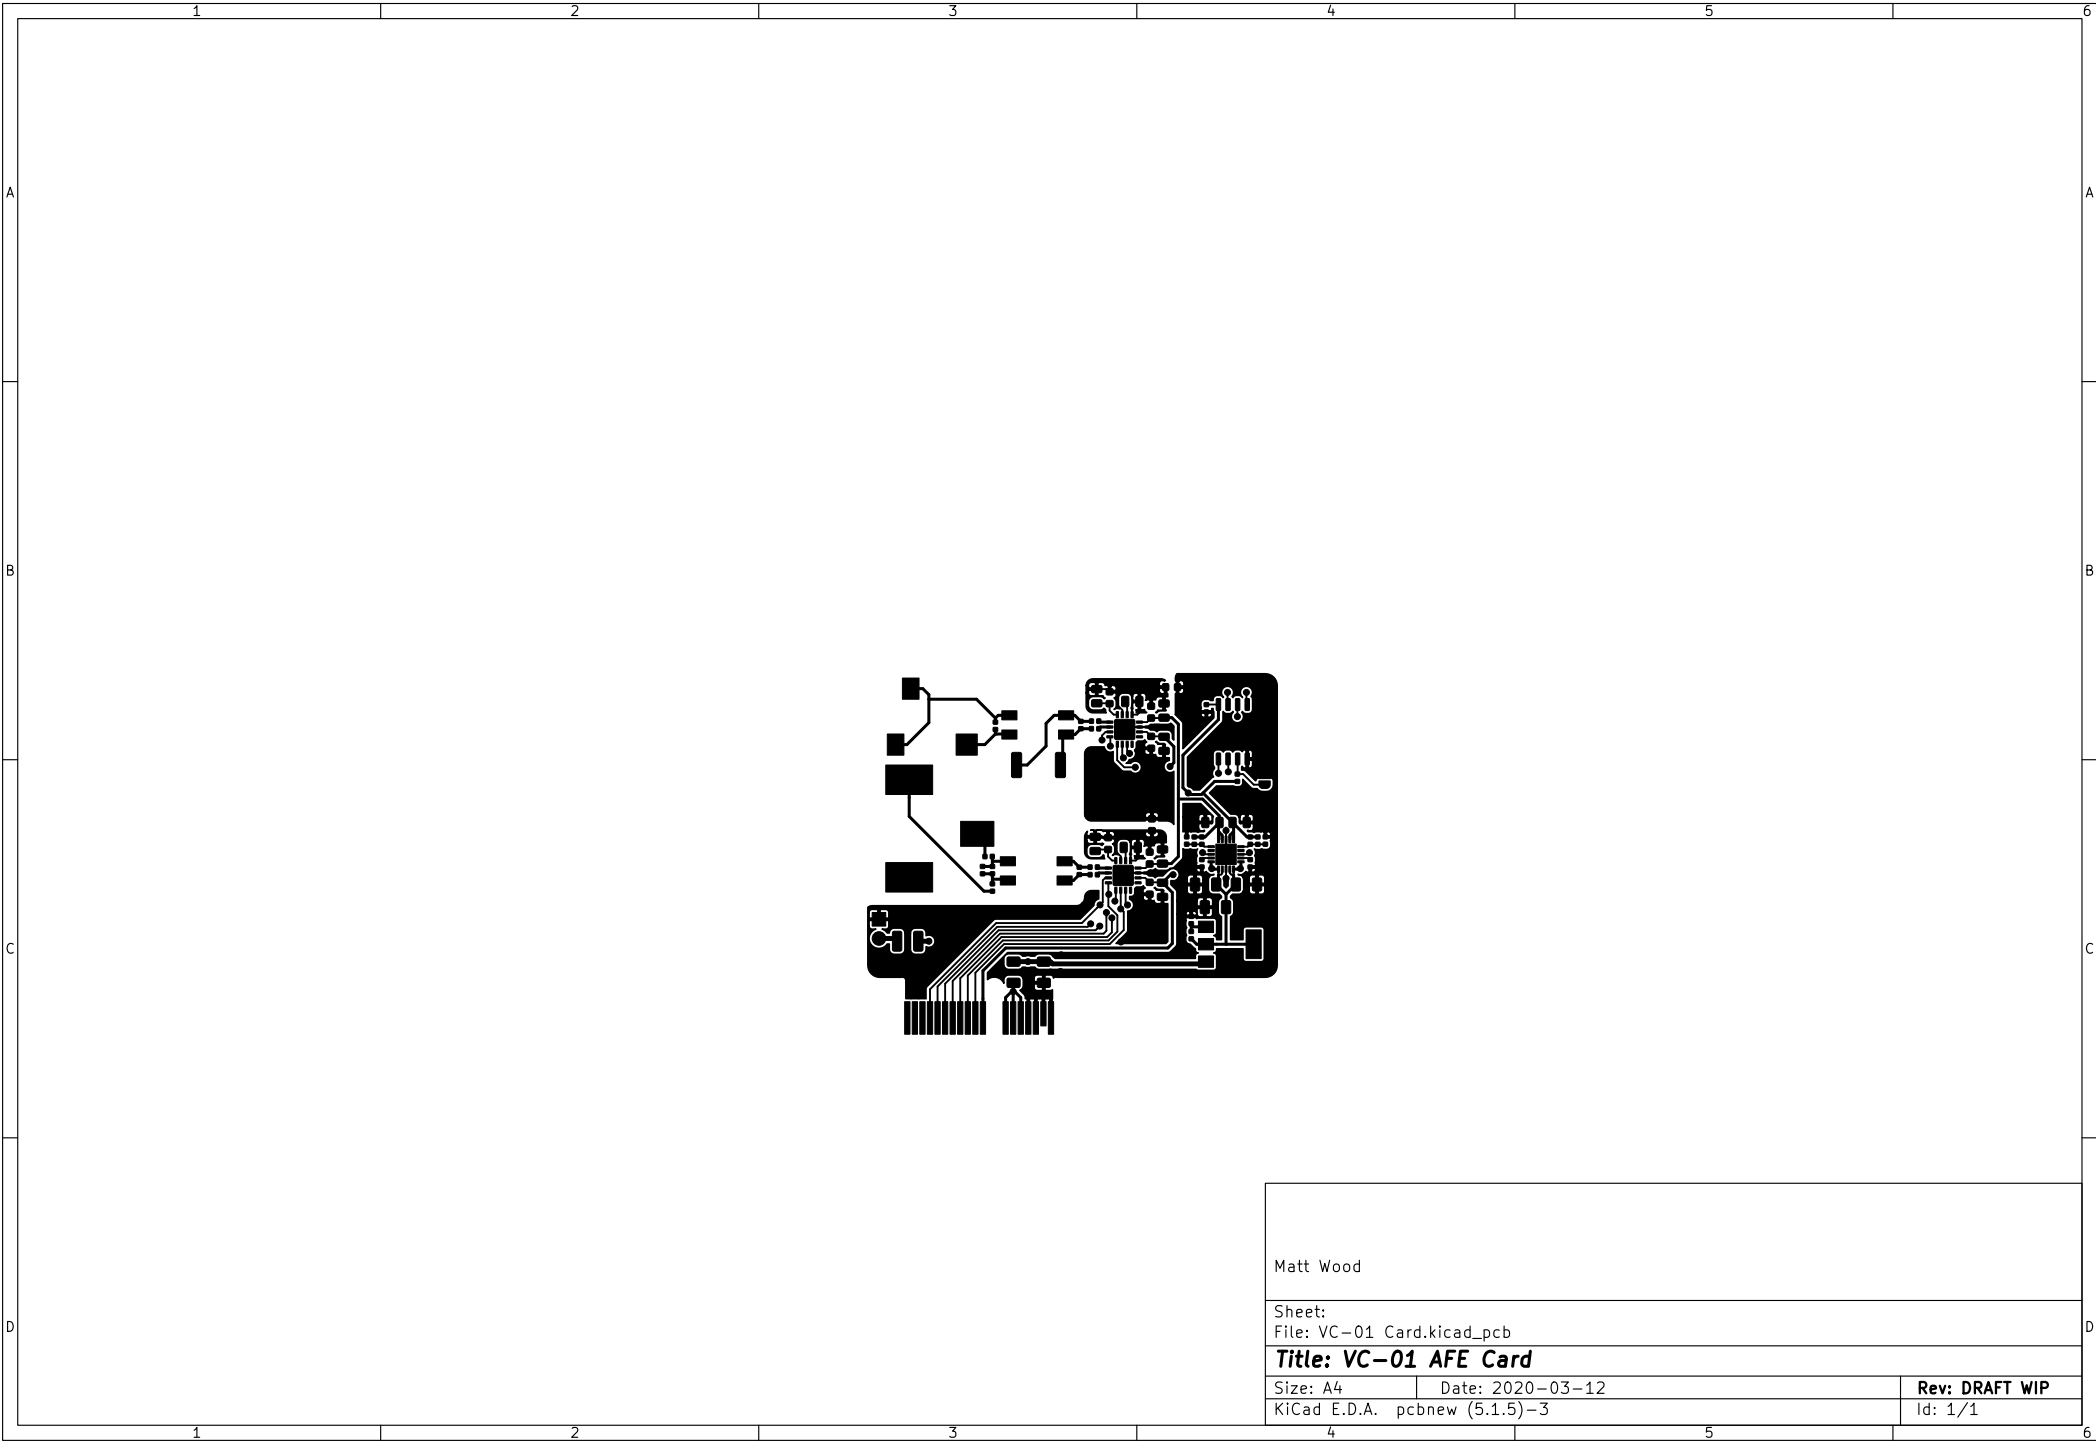 1 2 3 4 5 6
A A
B B
C C
D D
Matt Wood
Sheet:
File: VC-01 Card.kicad_pcb
Title: VC-01 AFE Card
Size: A4 Date: 2020-03-12 Rev: DRAFT WIP
KiCad E.D.A. pcbnew (5.1.5)-3 Id: 1/1
1 2 3 4 5 6